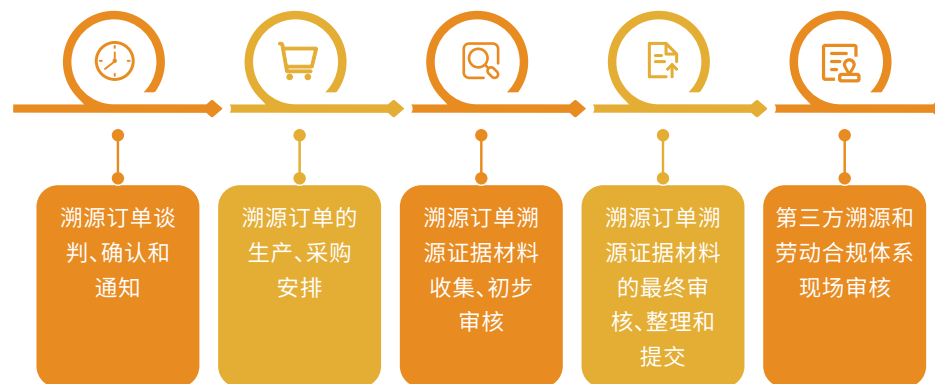 溯源订单谈
判、确认和
通知
溯源订单的
生产、采购
安排
溯源订单溯
源证据材料
收集、初步
审核
溯源订单溯
源证据材料
的最终审
核、整理和
提交
第三方溯源和
劳动合规体系
现场审核